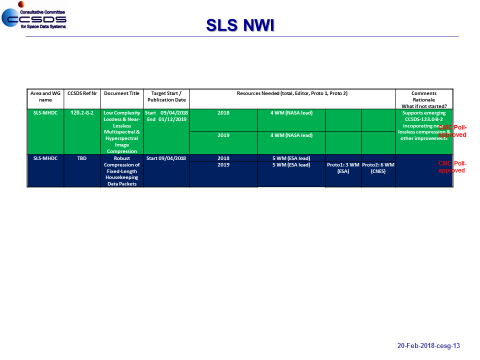 Consultative Committee
CCSDS
for Space Data Systems
SLS NWI
Area and WG name
CCSDS Ref Nr
Document Title
Target Start / Publication Date
Resources Needed (total, Editor, Proto 1, Proto 2)
Comments
Rationale
What if not started?
SLS-MHDC
120.2-G-2
Low Complexity
Lossless & Near-
Lossless
Multispectral &
Hyperspectral
Image
Compression
Start 09/04/2018
End 01/12/2019
2018
4 WM (NASA lead)
2019
4 WM (NASA lead)
Supports emerging
CCSDS-123.0-B-2
incoporating near
lossless compression &
other improvements
Poll-
approved
SLS-MHDC
TBD
Robust
Compression of
Fixed-Length
Housekeeping
Data Packets
Start 09/04/2018
2018
5 WM (ESA lead)
2019
5 WM (ESA lead)
Proto1: 3 WM
(ESA)
Proto2: 6 WM
(CNES)
Poll-
approved
20-Feb-2018-cesg-13